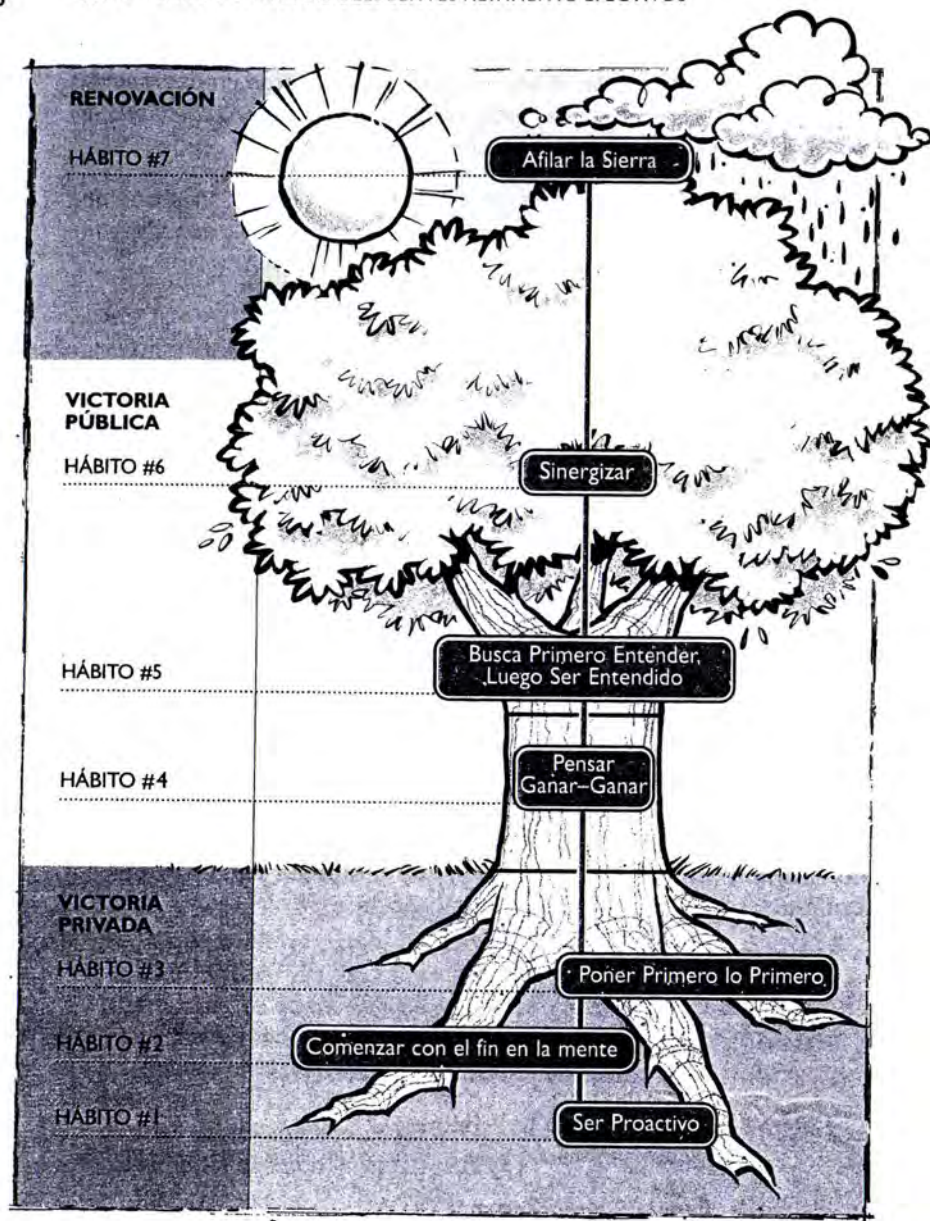 RENOVACIÓN
HÁBITO #7
Afilar la Sierra
VICTORIA
PÚBLICA
HÁBITO #6
Sinergizar
HÁBITO #5
Busca Primero Entender,
Luego Ser Entendido
HÁBITO #4
Pensar
Ganar–Ganar
VICTORIA
PRIVADA
HÁBITO #3
Poner Primero lo Primero
HÁBITO #2
Comenzar con el fin en la mente
HÁBITO #1
Ser Proactivo